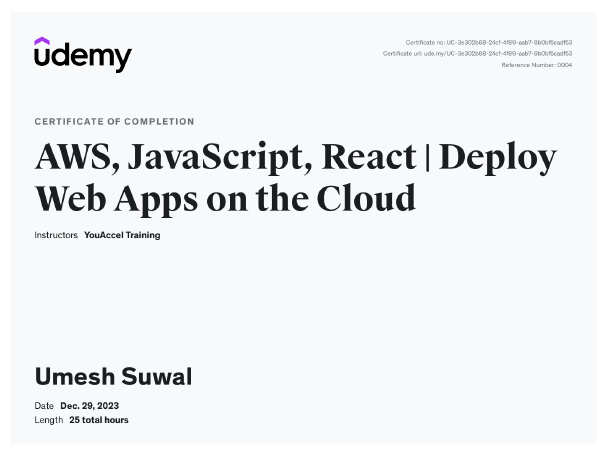 udemy
Certificate no: UC-3e302b68-24cf-4f89-aab7-8b0bf5cadf53
Certificate url: ude.my/UC-3e302b68-24cf-4f89-aab7-8b0bf5cadf53
Reference Number: 0004
CERTIFICATE OF COMPLETION
AWS, JavaScript, React | Deploy
Web Apps on the Cloud
Instructors YouAccel Training
Umesh Suwal
Date Dec. 29, 2023
Length 25 total hours